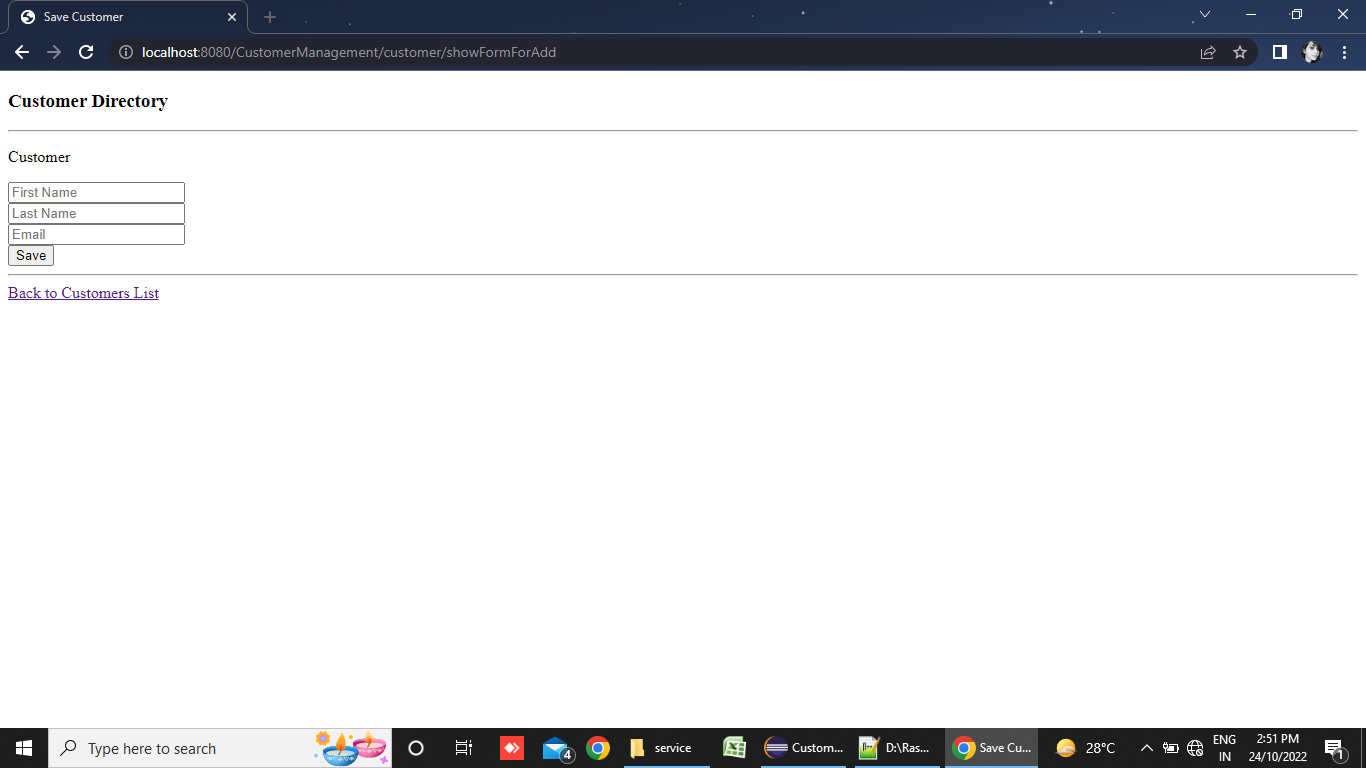 Save Customer
localhost:8080/CustomerManagement/customer/showFormForAdd
Customer Directory
Customer
First Name
Last Name
Email
Save
Back to Customers List
Type here to search
4
service
Custom...
D:\Ras...
Save Cu...
28°C
ENG
IN
2:51 PM
24/10/2022
1